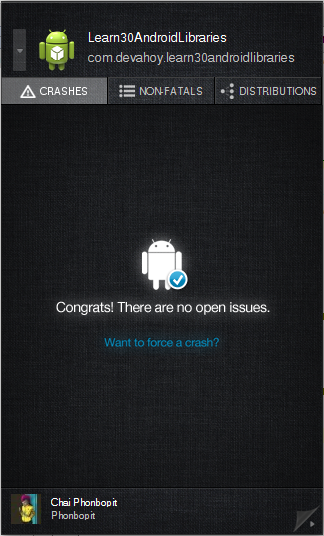 Learn30AndroidLibraries
com.devahoy.learn30androidlibraries
CRASHES
NON-FATALS
DISTRIBUTIONS
Congrats! There are no open issues.
Want to force a crash?
Chai Phonbopit
Phonbopit